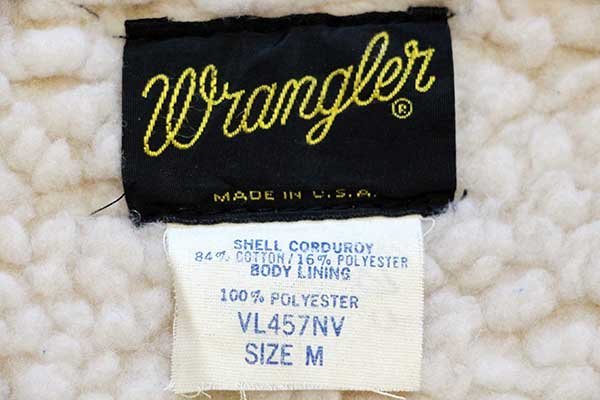 Wrangler®
MADE IN U.S.A.
SHELL CORDUROY
84% COTTON/16% POLYESTER
BODY LINING
100% POLYESTER
VL457NV
SIZE M